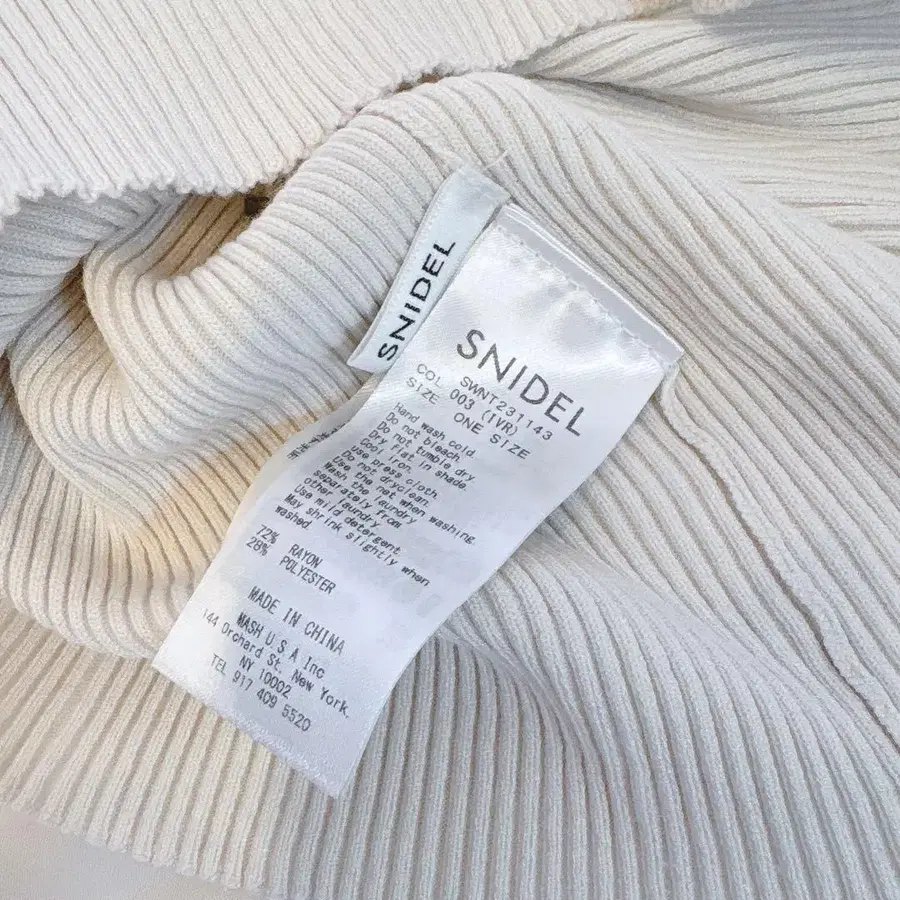 SNIDEL
SNIDEL
SWNT231143
COL 003 (IVR)
SIZE ONE SIZE
Hand wash cold.
Do not bleach.
Do not tumble dry
Dry flat in shade.
Cool iron.
use press cloth.
Do not dryclean.
Use the net when washing.
Wash the laundry
separately from
other laundry
Use mild detergent.
May shrink slightly when
washed
72% RAYON
28% POLYESTER
MADE IN CHINA
MASH U.S.A Inc
144 Orchard St, New York.
NY 10002
TEL 917 409 5520